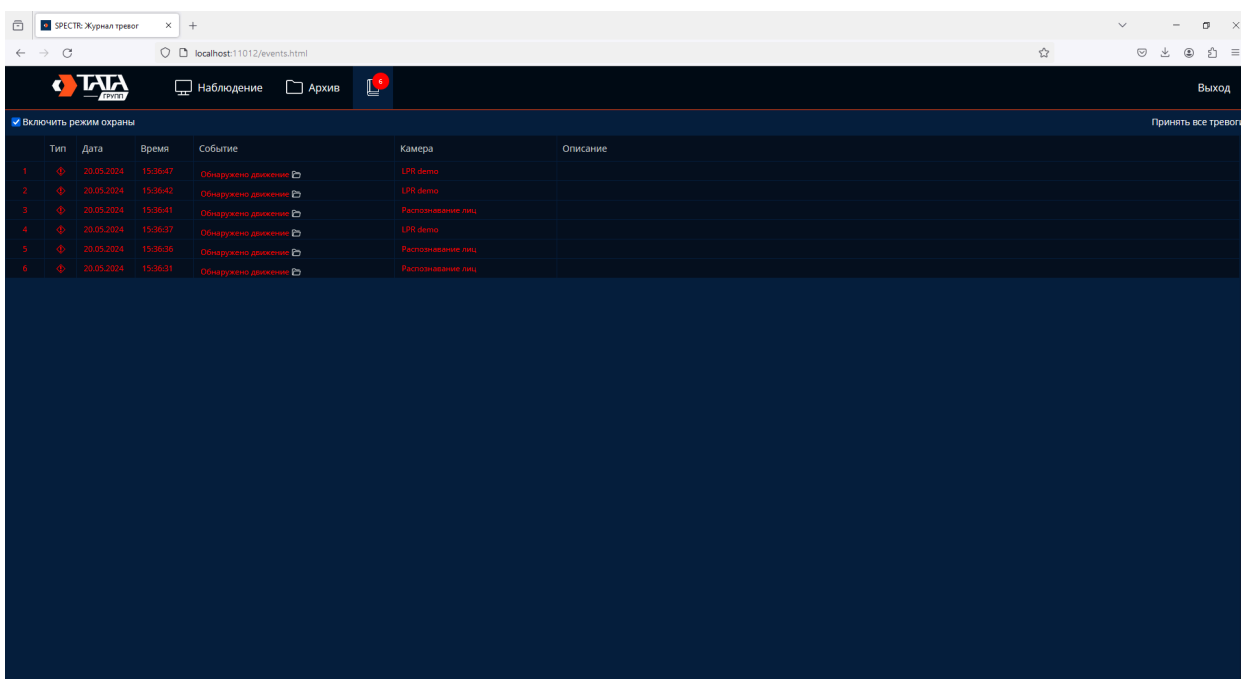 SPECTR: Журнал тревог
localhost:11012/events.html
ТАТА ГРУПП Наблюдение Архив 6 Выход
Включить режим охраны Принять все тревоги
Тип Дата Время Событие Камера Описание
1 20.05.2024 15:36:47 Обнаружено движение LPR demo
2 20.05.2024 15:36:42 Обнаружено движение LPR demo
3 20.05.2024 15:36:41 Обнаружено движение Распознавание лиц
4 20.05.2024 15:36:37 Обнаружено движение LPR demo
5 20.05.2024 15:36:36 Обнаружено движение Распознавание лиц
6 20.05.2024 15:36:31 Обнаружено движение Распознавание лиц